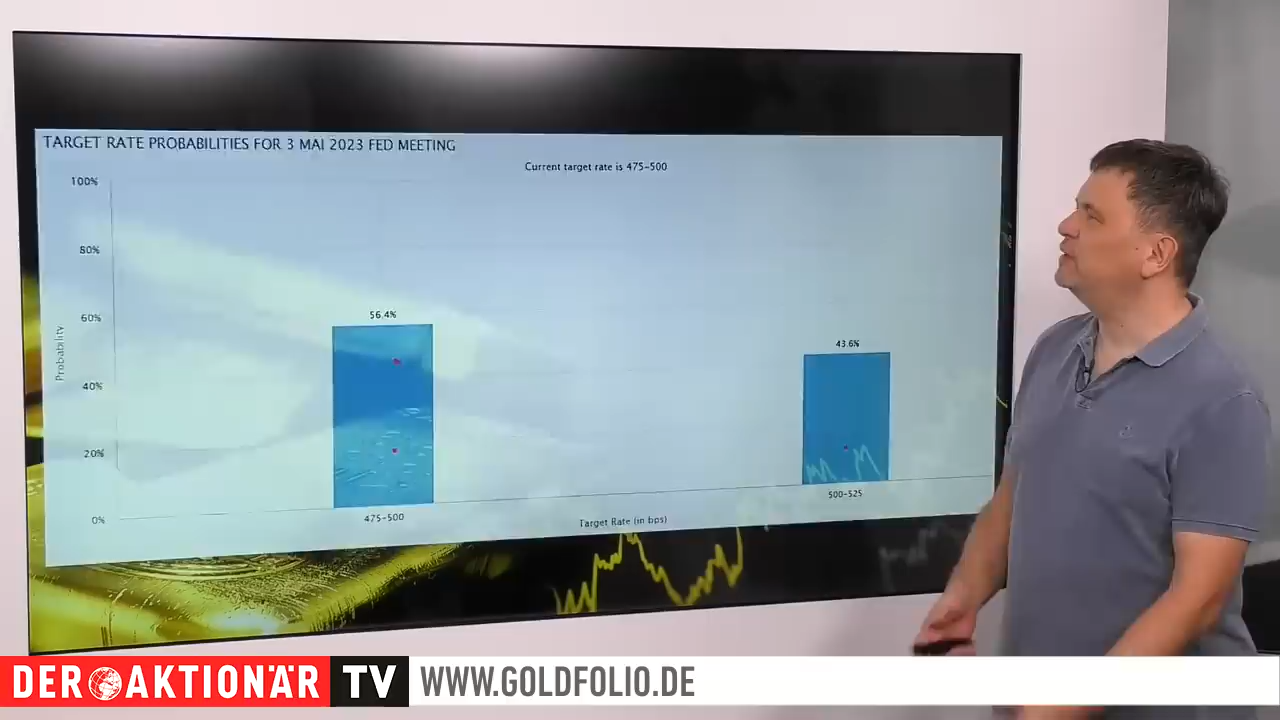 TARGET RATE PROBABILITIES FOR 3 MAI 2023 FED MEETING
Current target rate is 475-500
100%
80%
60%
40%
20%
0%
Probability
56.4%
43.6%
475-500
500-525
Target Rate (in bps)
DER AKTIONÄR TV WWW.GOLDFOLIO.DE